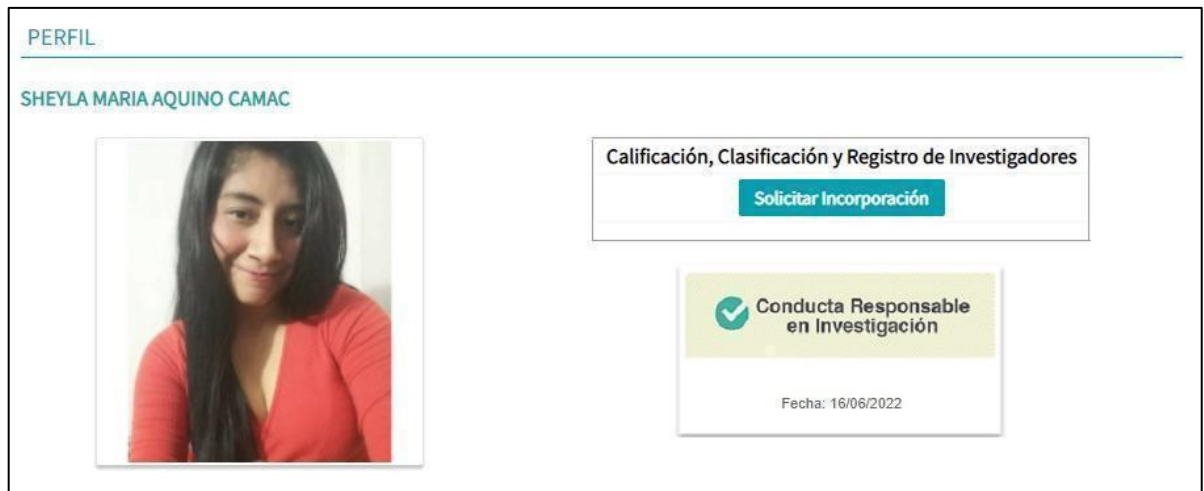 PERFIL
SHEYLA MARIA AQUINO CAMAC
Calificación, Clasificación y Registro de Investigadores
Solicitar Incorporación
Conducta Responsable
en Investigación
Fecha: 16/06/2022